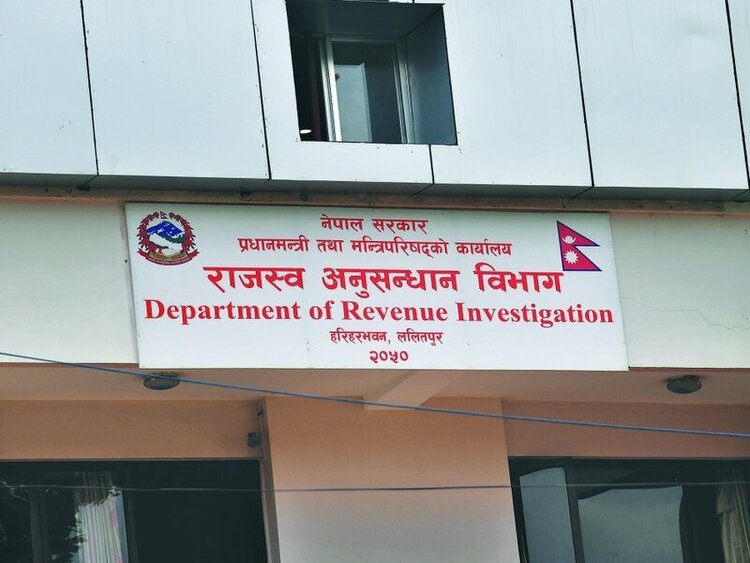 नेपाल सरकार
प्रधानमन्त्री तथा मन्त्रिपरिषद्को कार्यालय
राजस्व अनुसन्धान विभाग
Department of Revenue Investigation
हरिहरभवन, ललितपुर
२०५०